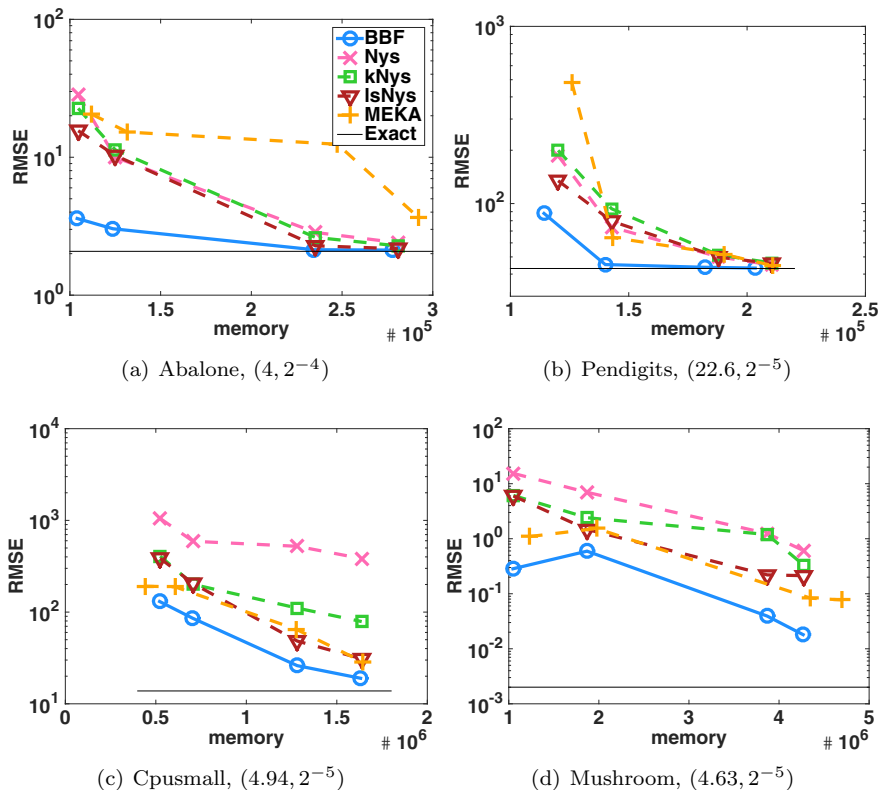 10^2
10^1
10^0
RMSE
BBF
Nys
kNys
lsNys
MEKA
Exact
1 1.5 2 2.5 3
memory
# 10^5
(a) Abalone, (4, 2^{-4})
10^3
10^2
RMSE
1 1.5 2 2.5
memory
# 10^5
(b) Pendigits, (22.6, 2^{-5})
10^4
10^3
10^2
10^1
RMSE
0 0.5 1 1.5 2
memory
# 10^6
(c) Cpusmall, (4.94, 2^{-5})
10^2
10^1
10^0
10^{-1}
10^{-2}
10^{-3}
RMSE
1 2 3 4 5
memory
# 10^6
(d) Mushroom, (4.63, 2^{-5})